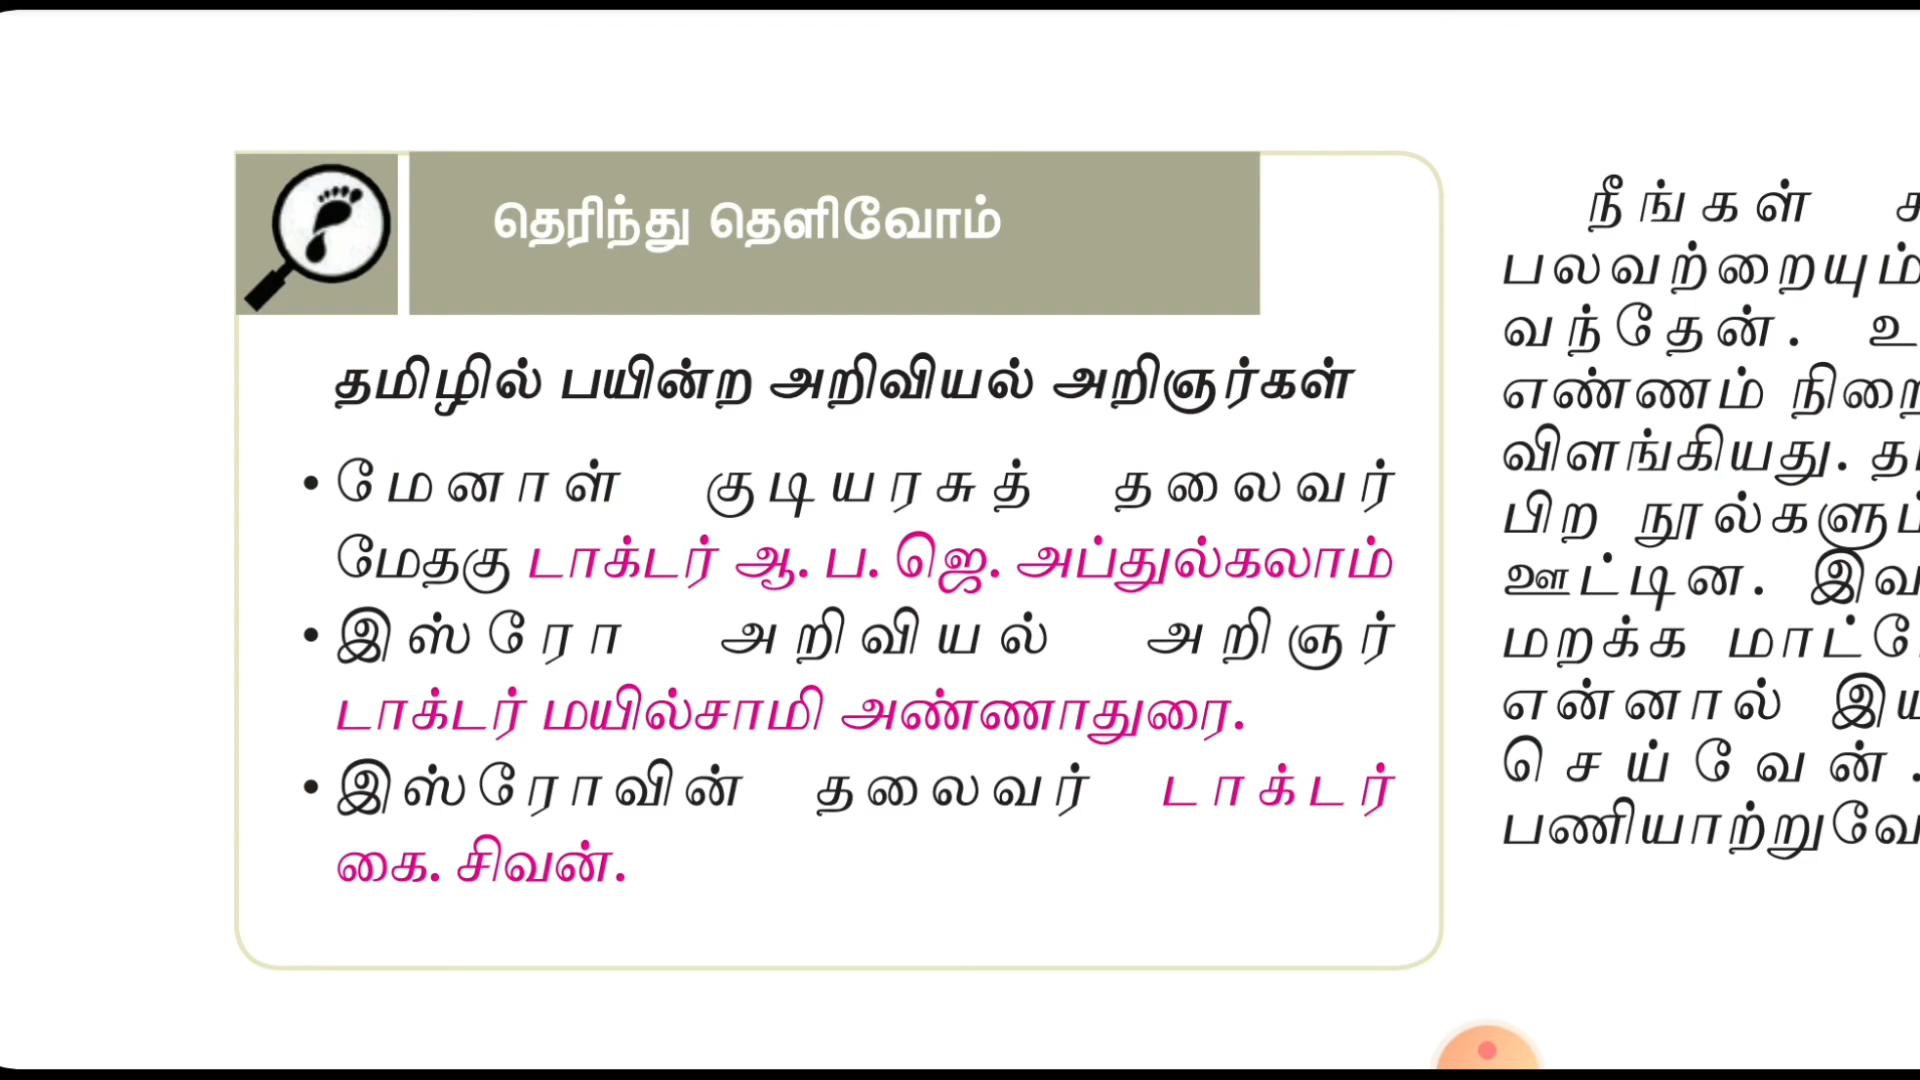 தெரிந்து தெளிவோம்
தமிழில் பயின்ற அறிவியல் அறிஞர்கள்
• மேனாள் குடியரசுத் தலைவர்
மேதகு டாக்டர் ஆ. ப. ஜெ. அப்துல்கலாம்
• இஸ்ரோ அறிவியல் அறிஞர்
டாக்டர் மயில்சாமி அண்ணாதுரை.
• இஸ்ரோவின் தலைவர் டாக்டர்
கை. சிவன்.
நீங்கள்
பலவற்றையும்
வந்தேன்.
எண்ணம்
விளங்கியது.
பிற
ஊட்டின.
மறக்க
என்னால்
செய்வேன்.